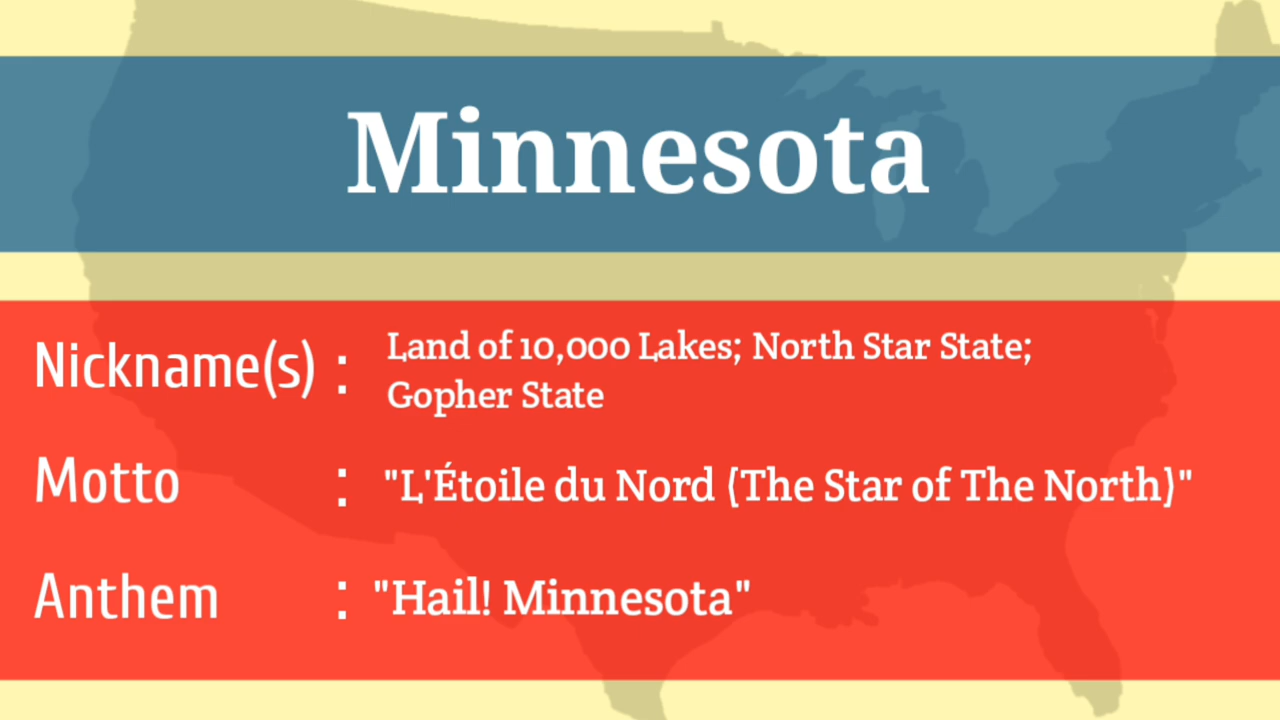 Minnesota
Nickname(s) : Land of 10,000 Lakes; North Star State;
Gopher State
Motto : "L'Étoile du Nord (The Star of The North)"
Anthem : "Hail! Minnesota"